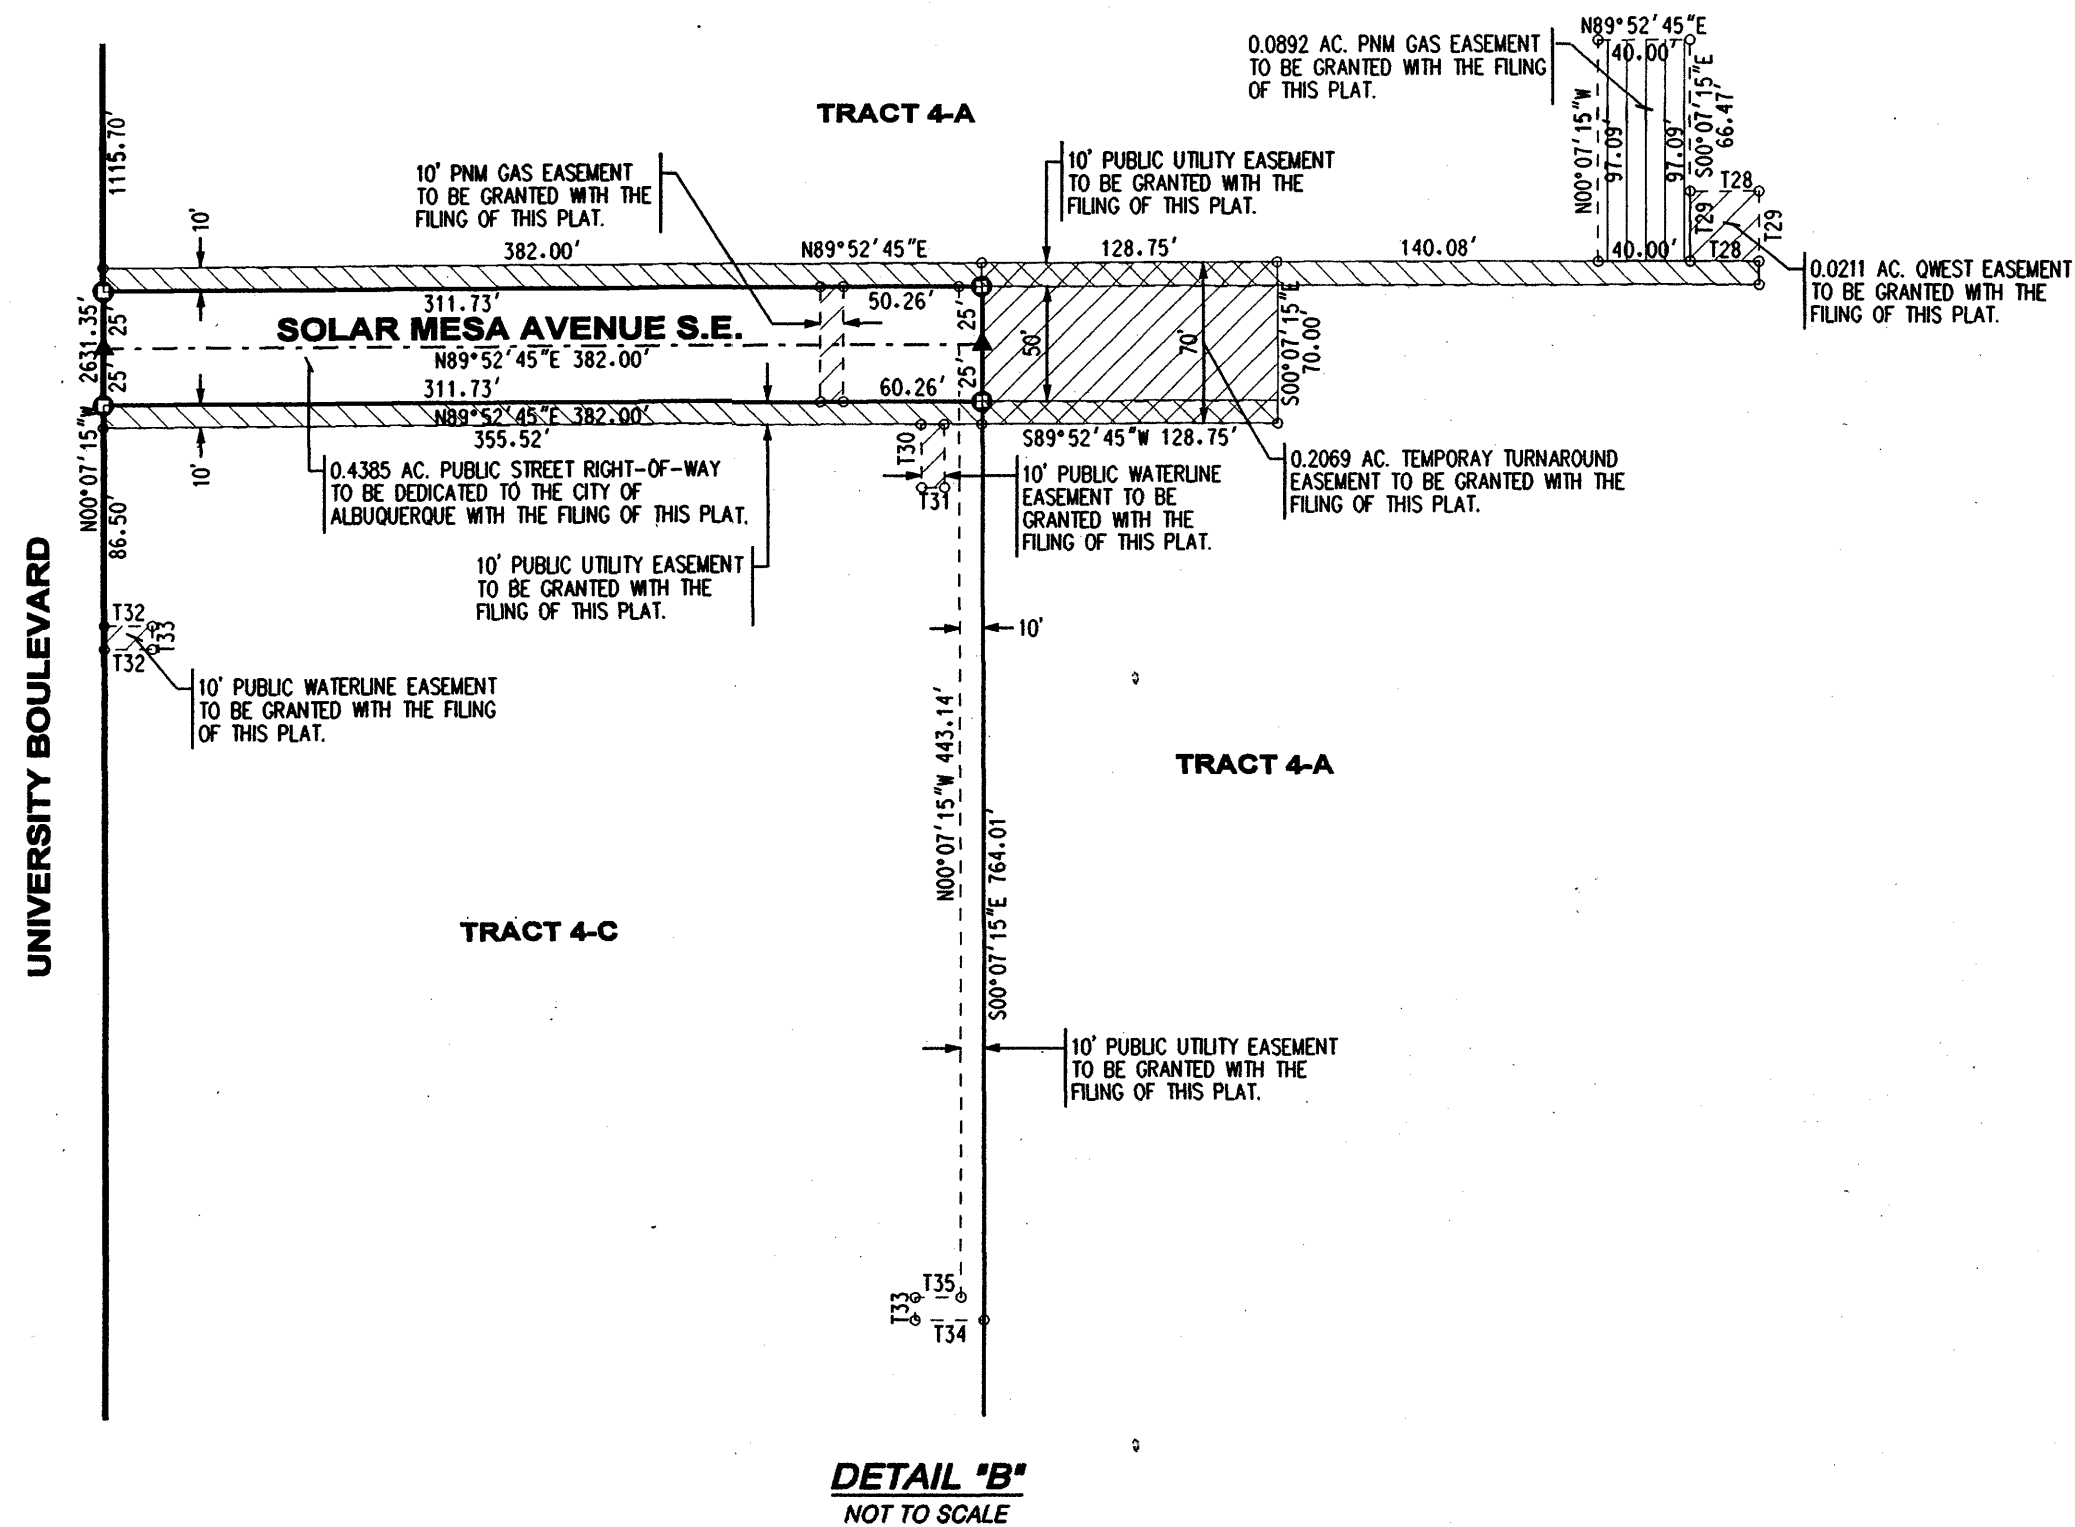 N89°52'45"E
40.00'
0.0892 AC. PNM GAS EASEMENT
TO BE GRANTED WITH THE FILING
OF THIS PLAT.
N00°07'15"W
97.09'
97.09'
S00°07'15"E
66.47'
TRACT 4-A
1115.70'
10' PNM GAS EASEMENT
TO BE GRANTED WITH THE
FILING OF THIS PLAT.
10' PUBLIC UTILITY EASEMENT
TO BE GRANTED WITH THE
FILING OF THIS PLAT.
T28
T29
T29
10'
382.00'
N89°52'45"E
128.75'
140.08'
40.00'
T28
0.0211 AC. QWEST EASEMENT
TO BE GRANTED WITH THE
FILING OF THIS PLAT.
2631.35'
25'
25'
311.73'
50.26'
25'
25'
SOLAR MESA AVENUE S.E.
N89°52'45"E 382.00'
50'
70'
S00°07'15"E
70.00'
311.73'
60.26'
N89°52'45"E 382.00'
355.52'
S89°52'45"W 128.75'
N00°07'15"W
10'
0.4385 AC. PUBLIC STREET RIGHT-OF-WAY
TO BE DEDICATED TO THE CITY OF
ALBUQUERQUE WITH THE FILING OF THIS PLAT.
T30
T31
10' PUBLIC WATERLINE
EASEMENT TO BE
GRANTED WITH THE
FILING OF THIS PLAT.
0.2069 AC. TEMPORAY TURNAROUND
EASEMENT TO BE GRANTED WITH THE
FILING OF THIS PLAT.
86.50'
10' PUBLIC UTILITY EASEMENT
TO BE GRANTED WITH THE
FILING OF THIS PLAT.
T32
T33
T32
10'
10' PUBLIC WATERLINE EASEMENT
TO BE GRANTED WITH THE FILING
OF THIS PLAT.
UNIVERSITY BOULEVARD
N00°07'15"W 443.14'
S00°07'15"E 764.01'
TRACT 4-A
TRACT 4-C
10' PUBLIC UTILITY EASEMENT
TO BE GRANTED WITH THE
FILING OF THIS PLAT.
T35
T33
T34
DETAIL "B"
NOT TO SCALE